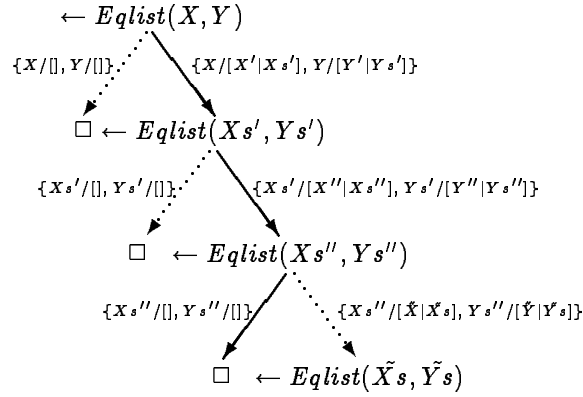 ← Eqlist(X, Y)
{X/[], Y/[]} {X/[X′|Xs′], Y/[Y′|Ys′]}
□ ← Eqlist(Xs′, Ys′)
{Xs′/[], Ys′/[]} {Xs′/[X″|Xs″], Ys′/[Y″|Ys″]}
□ ← Eqlist(Xs″, Ys″)
{Xs″/[], Ys″/[]} {Xs″/[X̃|X̃s], Ys″/[Ỹ|Ỹs]}
□ ← Eqlist(X̃s, Ỹs)